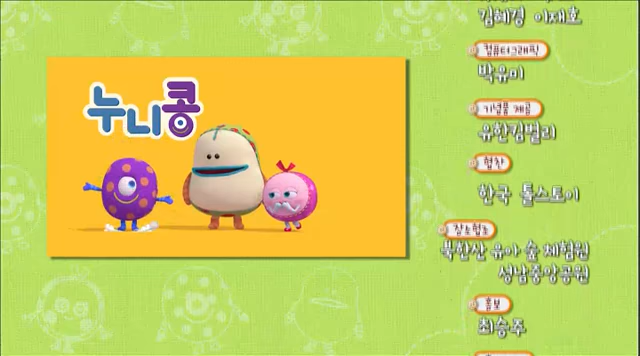 누니콩
김혜경 이재호
컴퓨터그래픽
박유미
기념품 제공
유한킴벌리
협찬
한국 톨스토이
장소협조
북한산 유아 숲 체험원
성남중앙공원
홍보
최승주